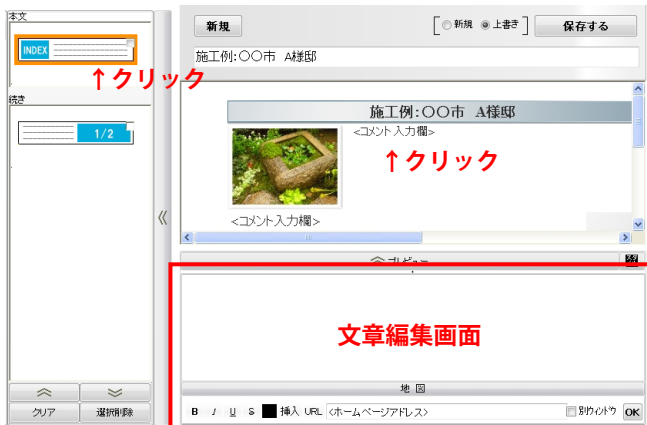 本文
INDEX
↑クリック
続き
1/2
クリア 選択削除
新規
新規 上書き 保存する
施工例:〇〇市 A様邸
施工例:〇〇市 A様邸
<コメント入力欄>
↑クリック
<コメント入力欄>
プレビュー
文章編集画面
地 図
B I U S 挿入 URL <ホームページアドレス> 別ウィンドウ OK